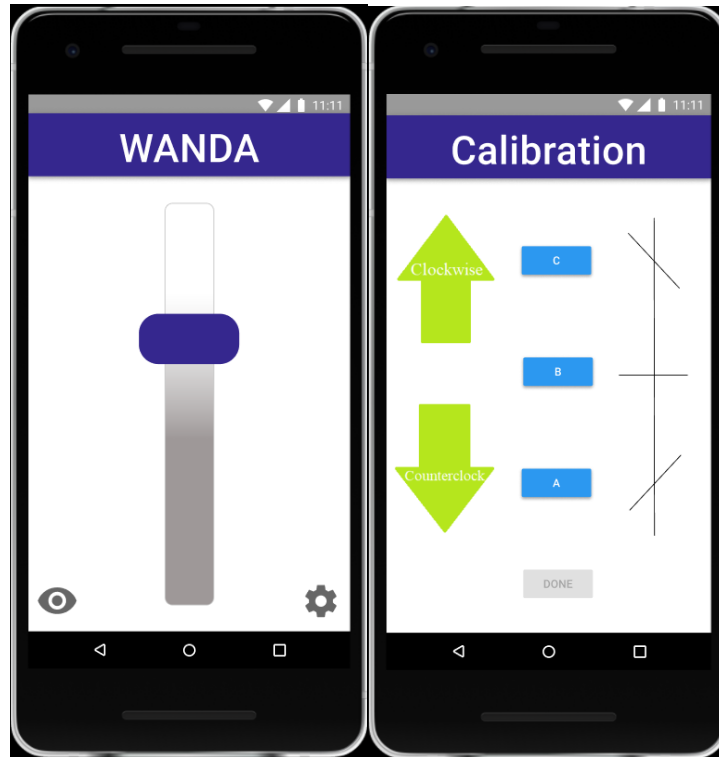 11:11
WANDA
11:11
Calibration
Clockwise
C
B
Counterclock
A
DONE